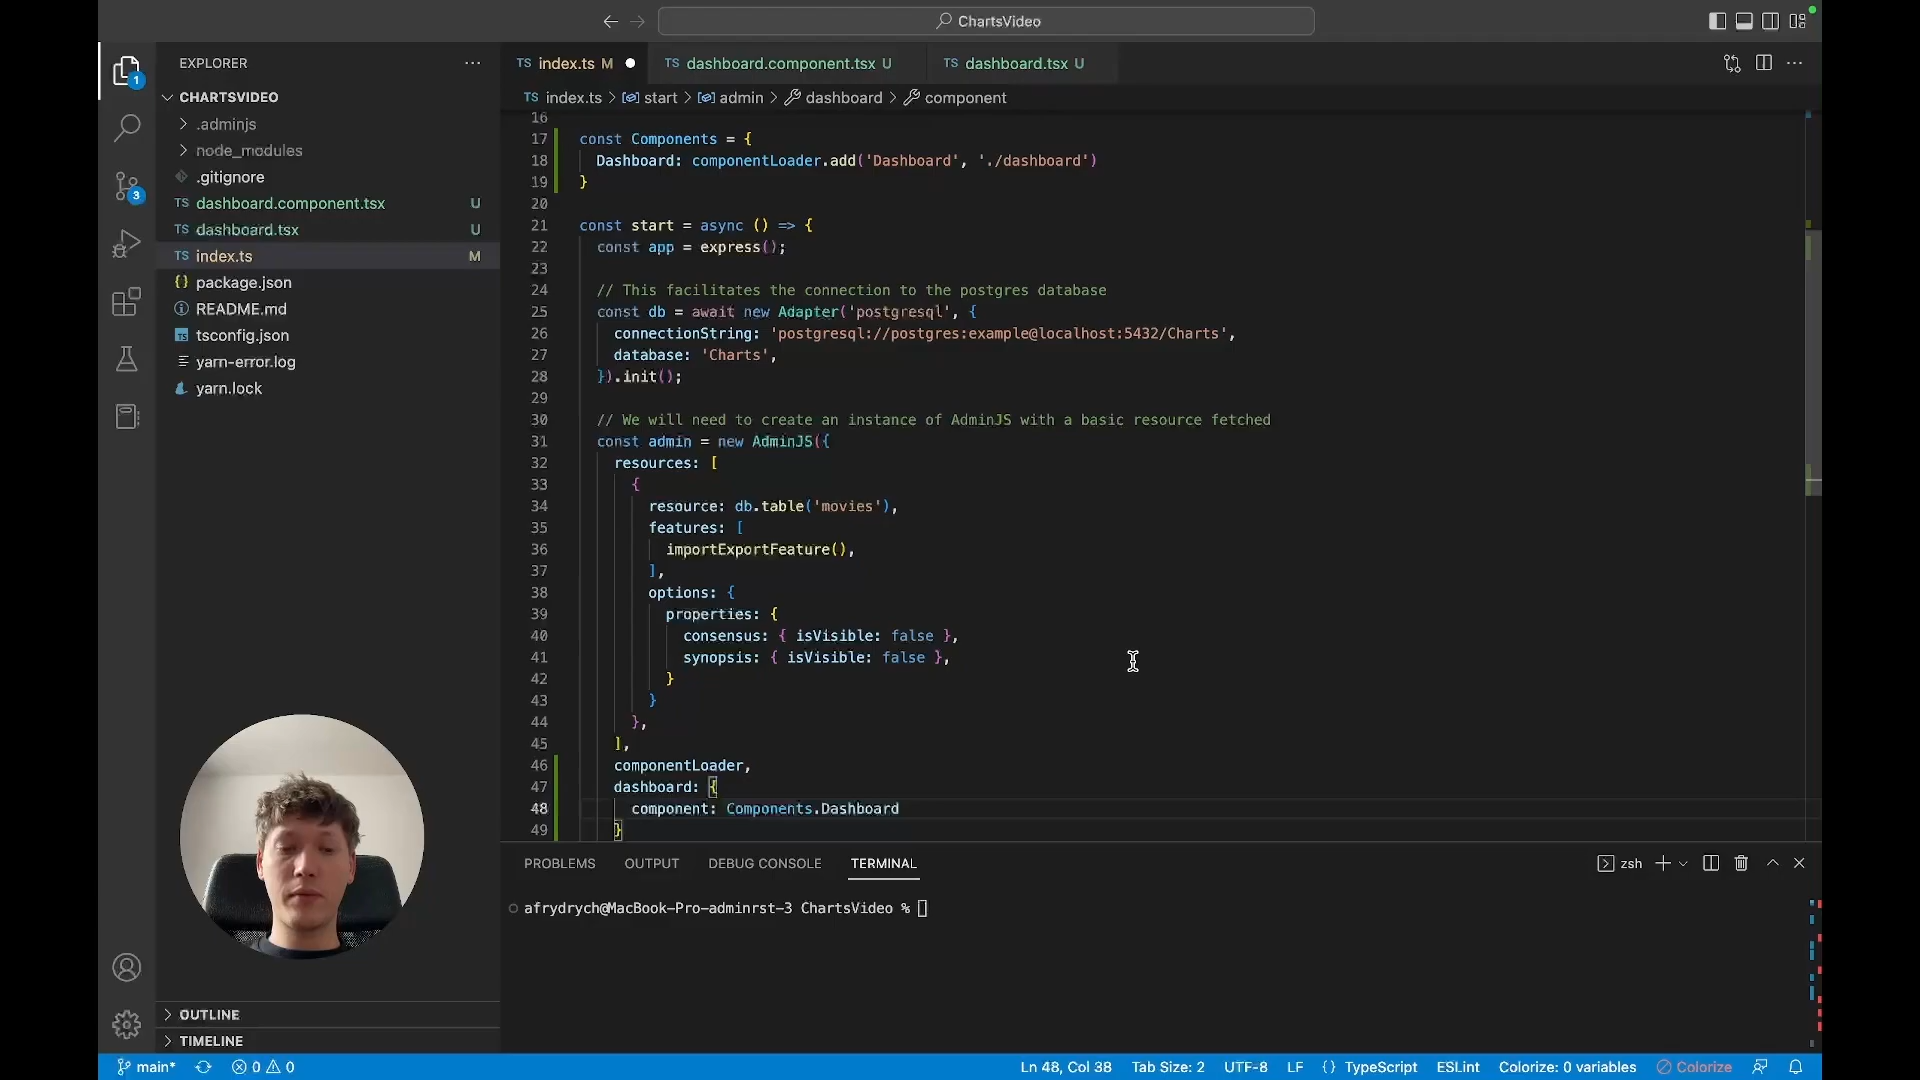 ChartsVideo
EXPLORER
CHARTSVIDEO
.adminjs
node_modules
.gitignore
TS dashboard.component.tsx U
TS dashboard.tsx U
TS index.ts M
{} package.json
README.md
TS tsconfig.json
yarn-error.log
yarn.lock
OUTLINE
TIMELINE
1
3
TS index.ts M
TS dashboard.component.tsx U
TS dashboard.tsx U
TS index.ts > start > admin > dashboard > component
16
17 const Components = {
18 Dashboard: componentLoader.add('Dashboard', './dashboard')
19 }
20
21 const start = async () => {
22 const app = express();
23
24 // This facilitates the connection to the postgres database
25 const db = await new Adapter('postgresql', {
26 connectionString: 'postgresql://postgres:example@localhost:5432/Charts',
27 database: 'Charts',
28 }).init();
29
30 // We will need to create an instance of AdminJS with a basic resource fetched
31 const admin = new AdminJS({
32 resources: [
33 {
34 resource: db.table('movies'),
35 features: [
36 importExportFeature(),
37 ],
38 options: {
39 properties: {
40 consensus: { isVisible: false },
41 synopsis: { isVisible: false },
42 }
43 }
44 },
45 ],
46 componentLoader,
47 dashboard: {
48 component: Components.Dashboard
49 }
PROBLEMS OUTPUT DEBUG CONSOLE TERMINAL
zsh
afrydrych@MacBook-Pro-adminrst-3 ChartsVideo %
main* 0 0
Ln 48, Col 38 Tab Size: 2 UTF-8 LF {} TypeScript ESLint Colorize: 0 variables Colorize